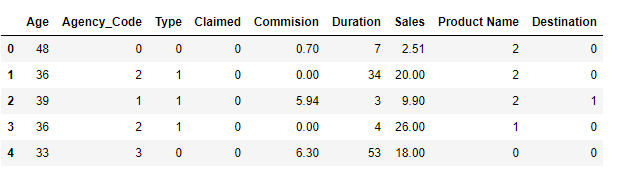 Age Agency_Code Type Claimed Commision Duration Sales Product Name Destination
0 48 0 0 0 0.70 7 2.51 2 0
1 36 2 1 0 0.00 34 20.00 2 0
2 39 1 1 0 5.94 3 9.90 2 1
3 36 2 1 0 0.00 4 26.00 1 0
4 33 3 0 0 6.30 53 18.00 0 0